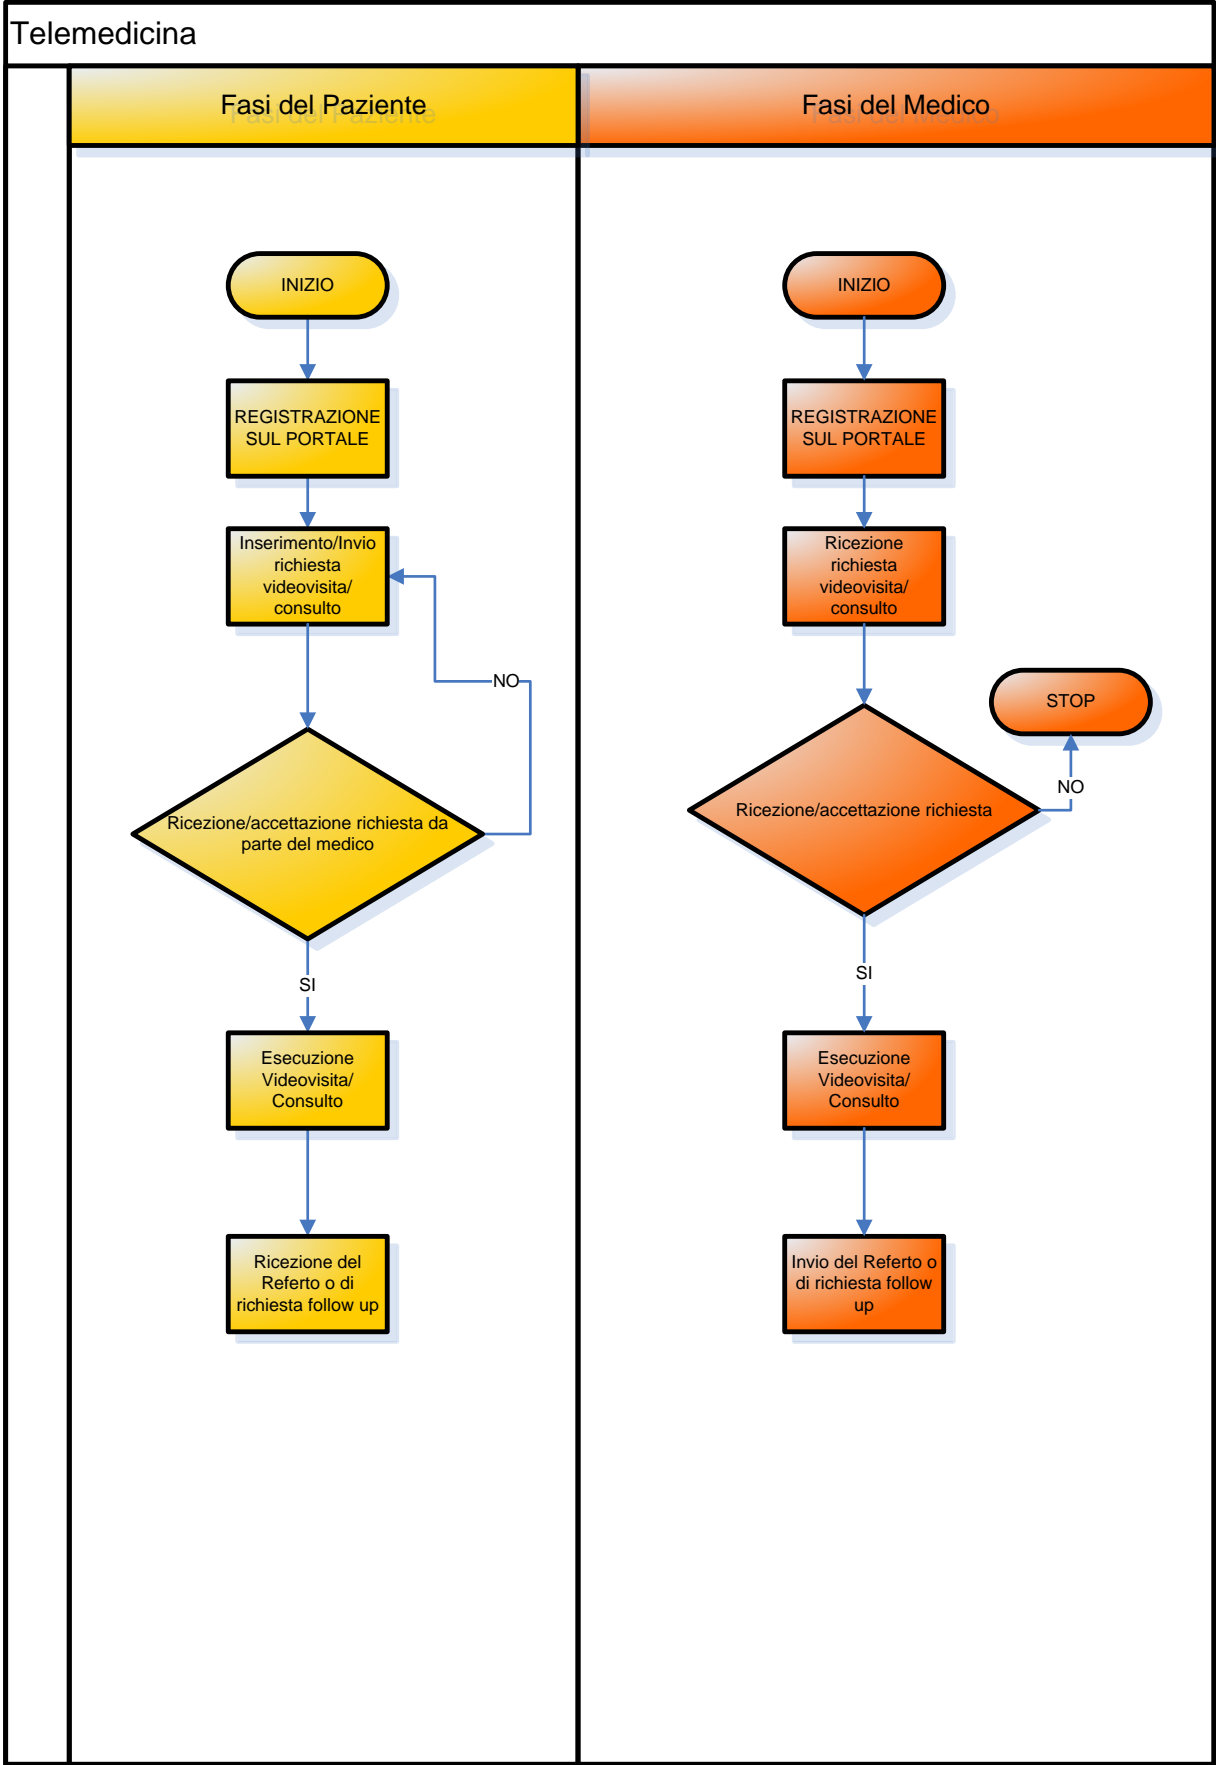 Telemedicina
Fasi del Paziente
Fasi del Medico
INIZIO
REGISTRAZIONE
SUL PORTALE
Inserimento/Invio
richiesta
videovisita/
consulto
NO
Ricezione/accettazione richiesta da
parte del medico
SI
Esecuzione
Videovisita/
Consulto
Ricezione del
Referto o di
richiesta follow up
INIZIO
REGISTRAZIONE
SUL PORTALE
Ricezione
richiesta
videovisita/
consulto
STOP
NO
Ricezione/accettazione richiesta
SI
Esecuzione
Videovisita/
Consulto
Invio del Referto o
di richiesta follow
up